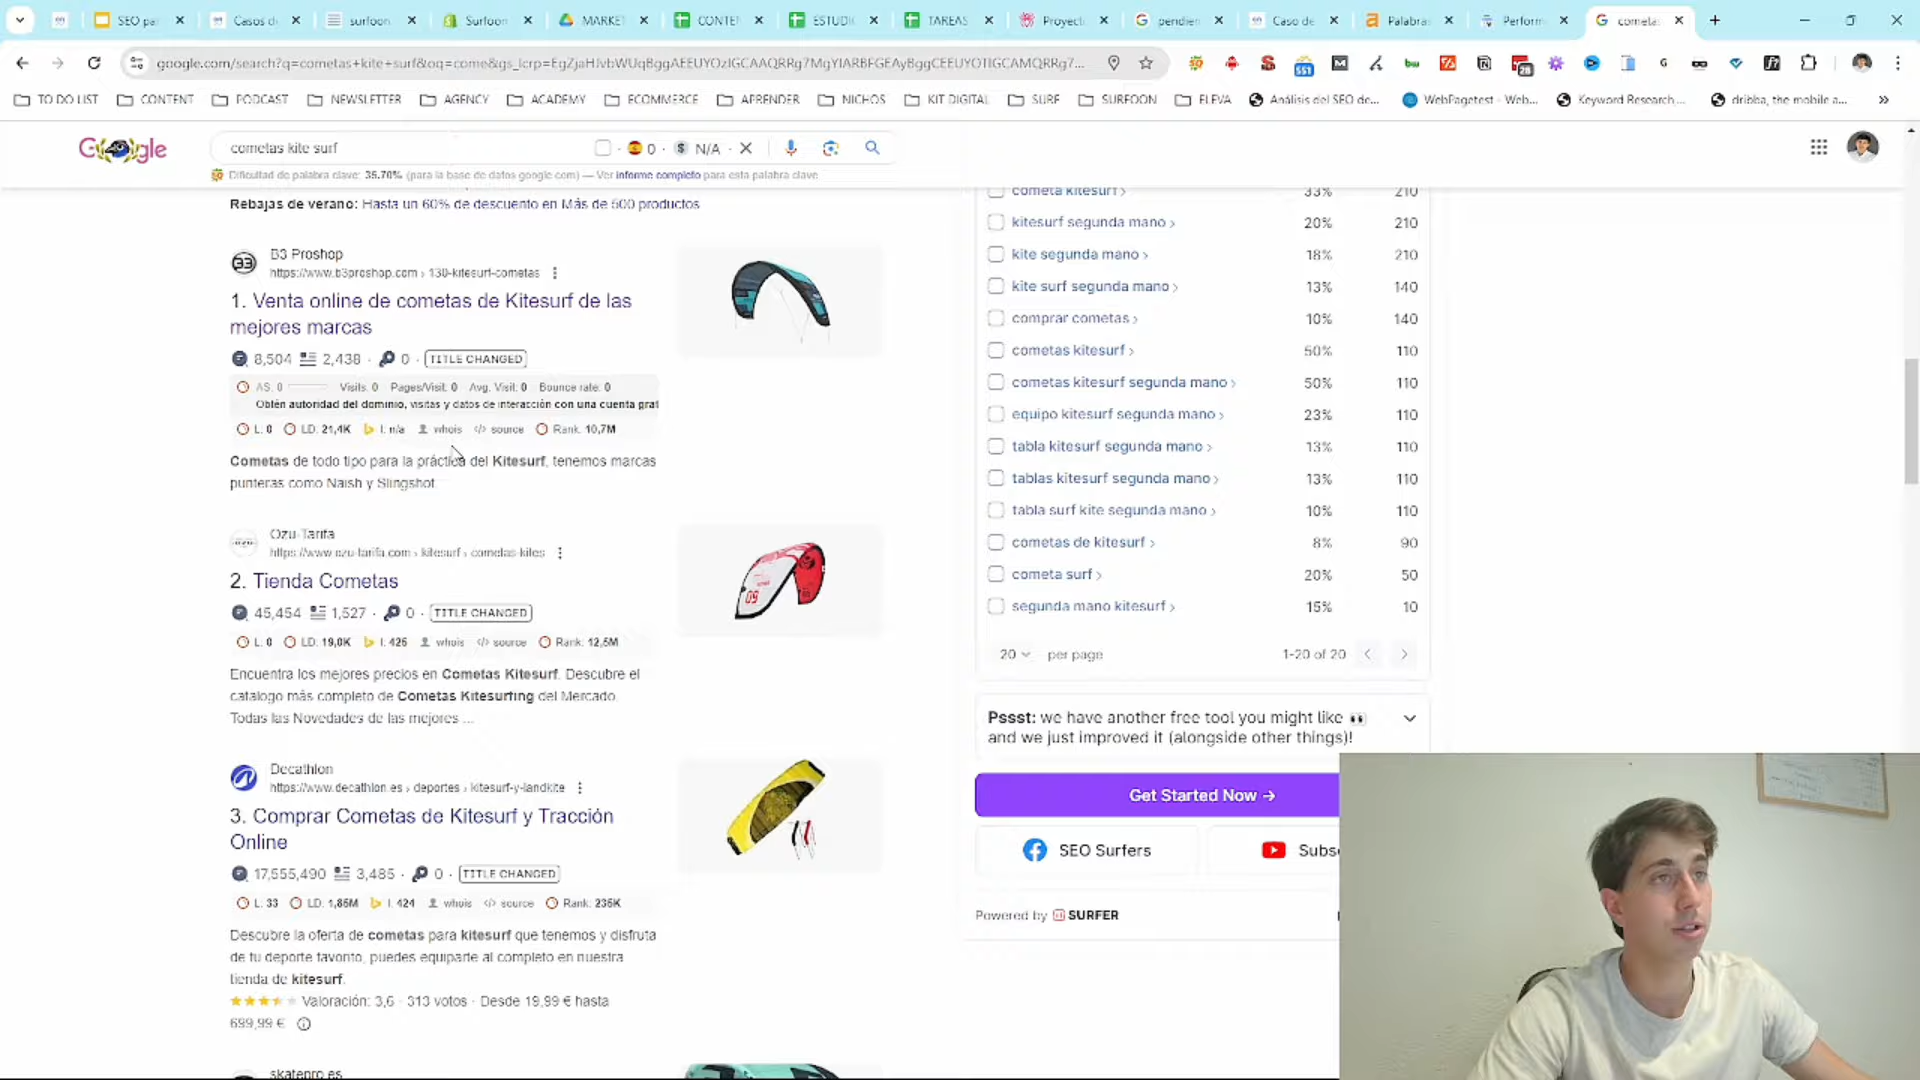 SEO pa
Casos d
surfoon
Surfoon
MARKE
CONTE
ESTUDI
TAREAS
Proyect
pendien
Caso de
Palabras
Perform
cometas
google.com/search?q=cometas+kite+surf&oq=come&gs_lcrp=EgZjaHJvbWUqBggAEEUYOzIGCAAQRRg7MgYIARBFGEAyBggCEEUYOTIGCAMQRRg7...
TO DO LIST
CONTENT
PODCAST
NEWSLETTER
AGENCY
ACADEMY
ECOMMERCE
APRENDER
NICHOS
KIT DIGITAL
SURF
SURFOON
ELEVA
Análisis del SEO de...
WebPagetest - Web...
Keyword Research...
dribba, the mobile a...
Google
cometas kite surf
0 · $ N/A ·
Dificultad de palabra clave: 35.70% (para la base de datos google.com) — Ver informe completo para esta palabra clave
Rebajas de verano: Hasta un 60% de descuento en Más de 500 productos
B3 Proshop
https://www.b3proshop.com › 130-kitesurf-cometas
1. Venta online de cometas de Kitesurf de las
mejores marcas
8,504 2,438 · 0 · TITLE CHANGED
AS: 0 Visits: 0 Pages/Visit: 0 Avg. Visit: 0 Bounce rate: 0
Obtén autoridad del dominio, visitas y datos de interacción con una cuenta grat
L: 0 LD: 21,4K I: n/a whois source Rank: 10,7M
Cometas de todo tipo para la práctica del Kitesurf, tenemos marcas
punteras como Naish y Slingshot.
Ozu-Tarifa
https://www.ozu-tarifa.com › kitesurf › cometas-kites
2. Tienda Cometas
45,454 1,527 · 0 · TITLE CHANGED
L: 0 LD: 19,0K I: 426 whois source Rank: 12,5M
Encuentra los mejores precios en Cometas Kitesurf. Descubre el
catalogo más completo de Cometas Kitesurfing del Mercado.
Todas las Novedades de las mejores ...
Decathlon
https://www.decathlon.es › deportes › kitesurf-y-landkite
3. Comprar Cometas de Kitesurf y Tracción
Online
17,555,490 3,485 · 0 · TITLE CHANGED
L: 33 LD: 1,85M I: 424 whois source Rank: 235K
Descubre la oferta de cometas para kitesurf que tenemos y disfruta
de tu deporte favorito, puedes equiparte al completo en nuestra
tienda de kitesurf.
Valoración: 3,6 · 313 votos · Desde 19,99 € hasta
699,99 €
skatepro.es
cometa kitesurf › 33% 210
kitesurf segunda mano › 20% 210
kite segunda mano › 18% 210
kite surf segunda mano › 13% 140
comprar cometas › 10% 140
cometas kitesurf › 50% 110
cometas kitesurf segunda mano › 50% 110
equipo kitesurf segunda mano › 23% 110
tabla kitesurf segunda mano › 13% 110
tablas kitesurf segunda mano › 13% 110
tabla surf kite segunda mano › 10% 110
cometas de kitesurf › 8% 90
cometa surf › 20% 50
segunda mano kitesurf › 15% 10
20 per page 1-20 of 20
Pssst: we have another free tool you might like
and we just improved it (alongside other things)!
Get Started Now →
SEO Surfers
Subsc
Powered by SURFER